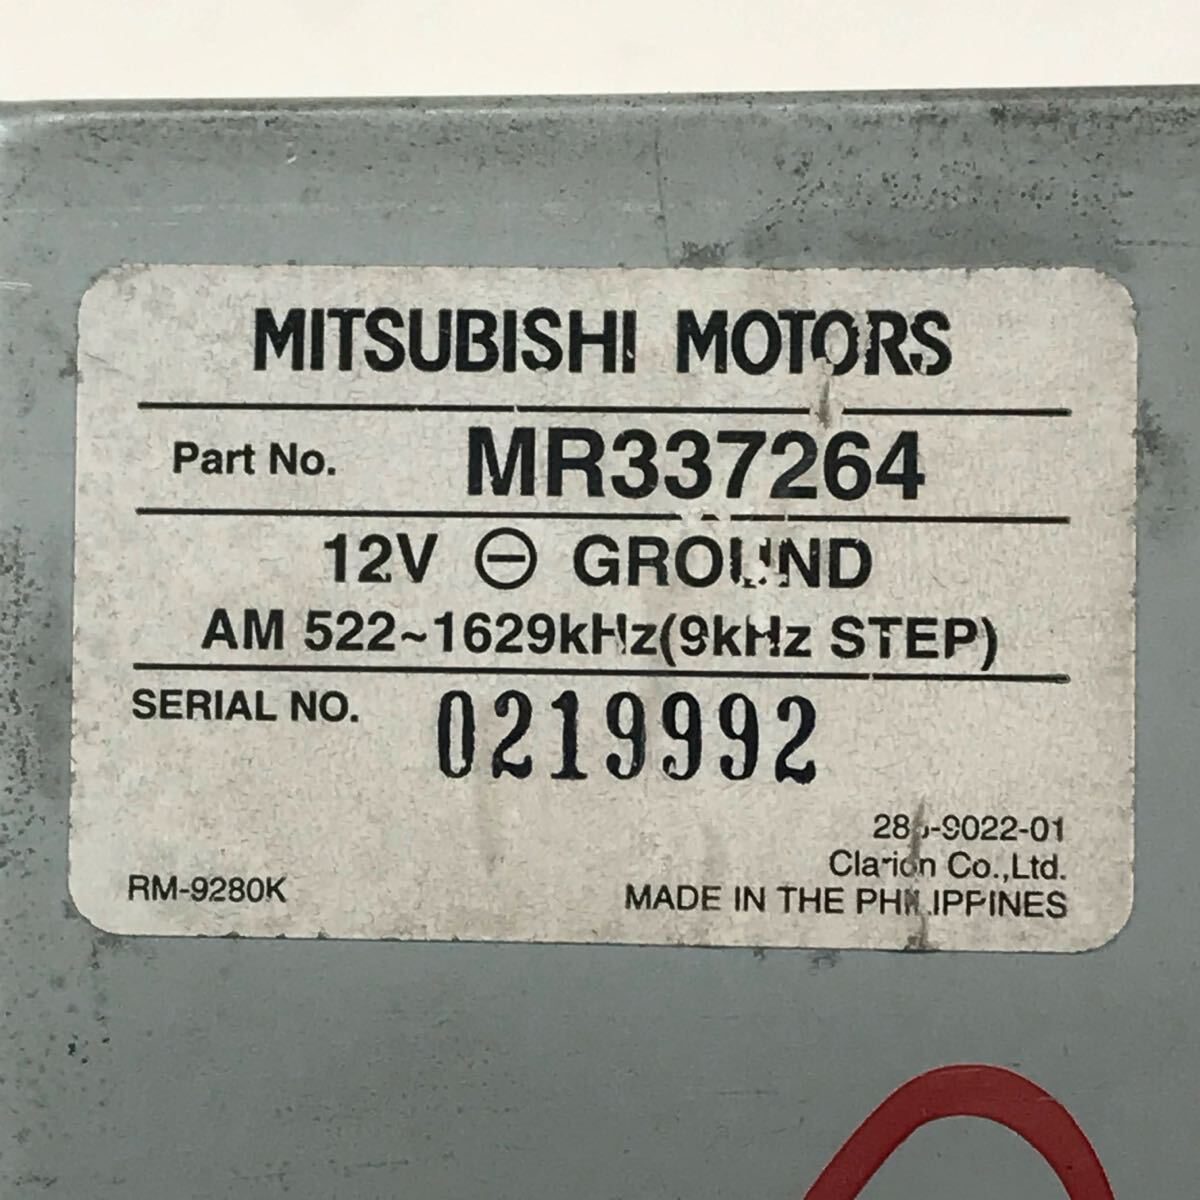 MITSUBISHI MOTORS
Part No. MR337264
12V ⊖ GROUND
AM 522~1629kHz(9kHz STEP)
SERIAL NO. 0219992
Clarion Co.,Ltd.
RM-9280K MADE IN THE PHILIPPINES